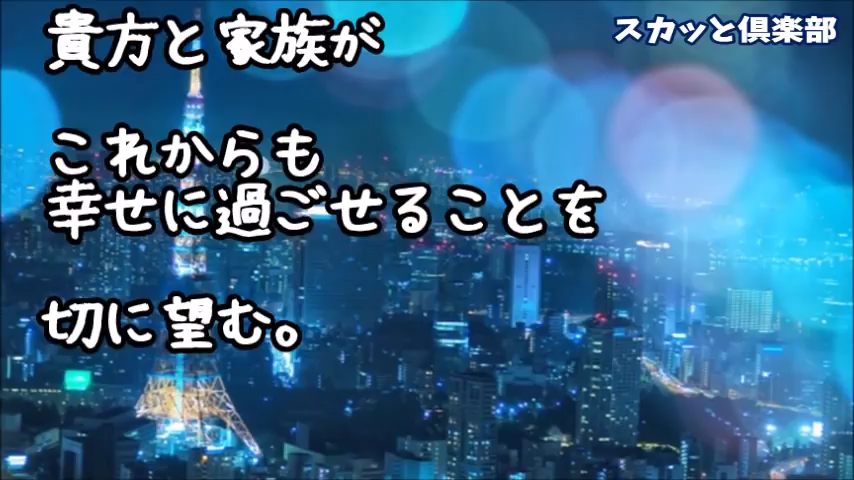 スカッと倶楽部
貴方と家族が
これからも
幸せに過ごせることを
切に望む。